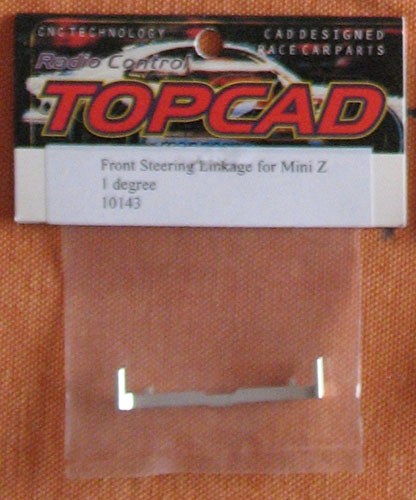 CNC TECHNOLOGY
CAD DESIGNED
RACE CAR PARTS
Radio Control
TOPCAD
Front Steering Linkage for Mini Z
1 degree
10143